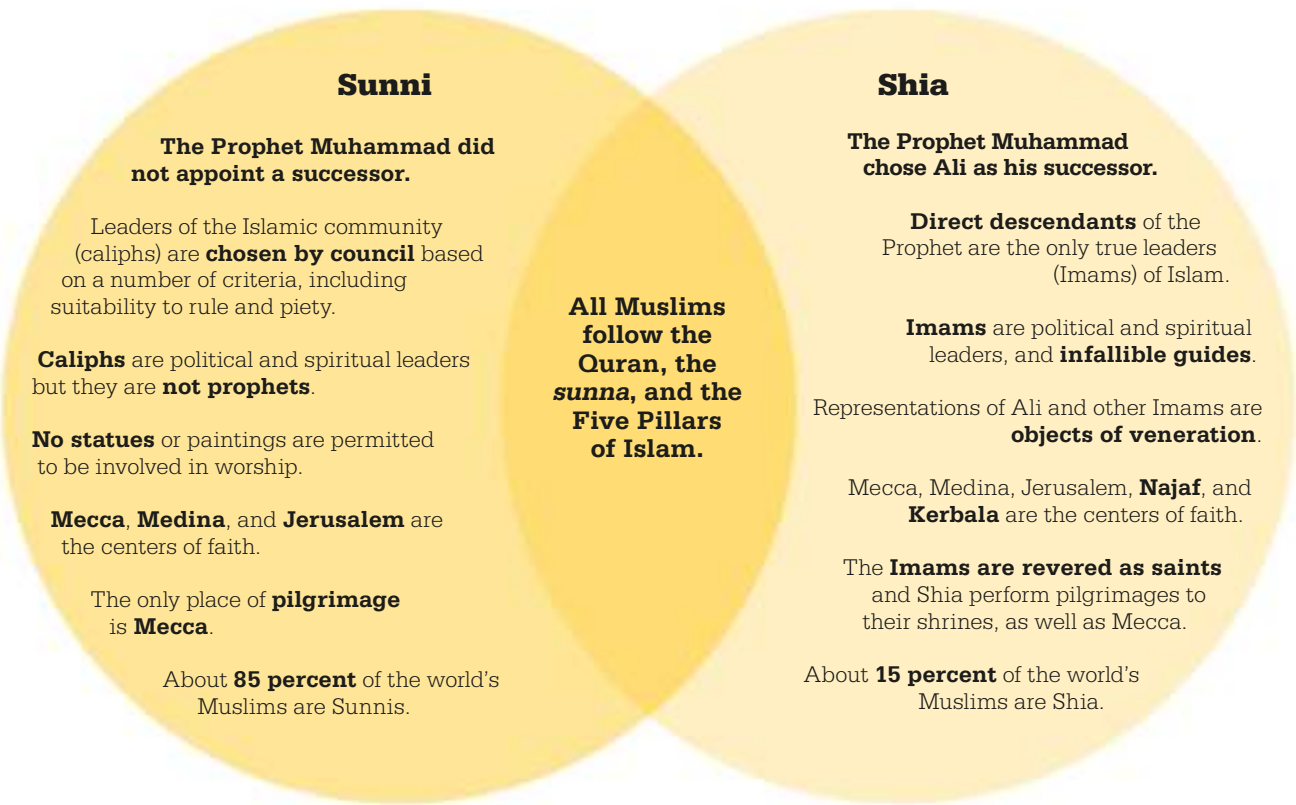 Sunni
The Prophet Muhammad did
not appoint a successor.
Leaders of the Islamic community
(caliphs) are chosen by council based
on a number of criteria, including
suitability to rule and piety.
Caliphs are political and spiritual leaders
but they are not prophets.
No statues or paintings are permitted
to be involved in worship.
Mecca, Medina, and Jerusalem are
the centers of faith.
The only place of pilgrimage
is Mecca.
About 85 percent of the world's
Muslims are Sunnis.
All Muslims
follow the
Quran, the
sunna, and the
Five Pillars
of Islam.
Shia
The Prophet Muhammad
chose Ali as his successor.
Direct descendants of the
Prophet are the only true leaders
(Imams) of Islam.
Imams are political and spiritual
leaders, and infallible guides.
Representations of Ali and other Imams are
objects of veneration.
Mecca, Medina, Jerusalem, Najaf, and
Kerbala are the centers of faith.
The Imams are revered as saints
and Shia perform pilgrimages to
their shrines, as well as Mecca.
About 15 percent of the world's
Muslims are Shia.